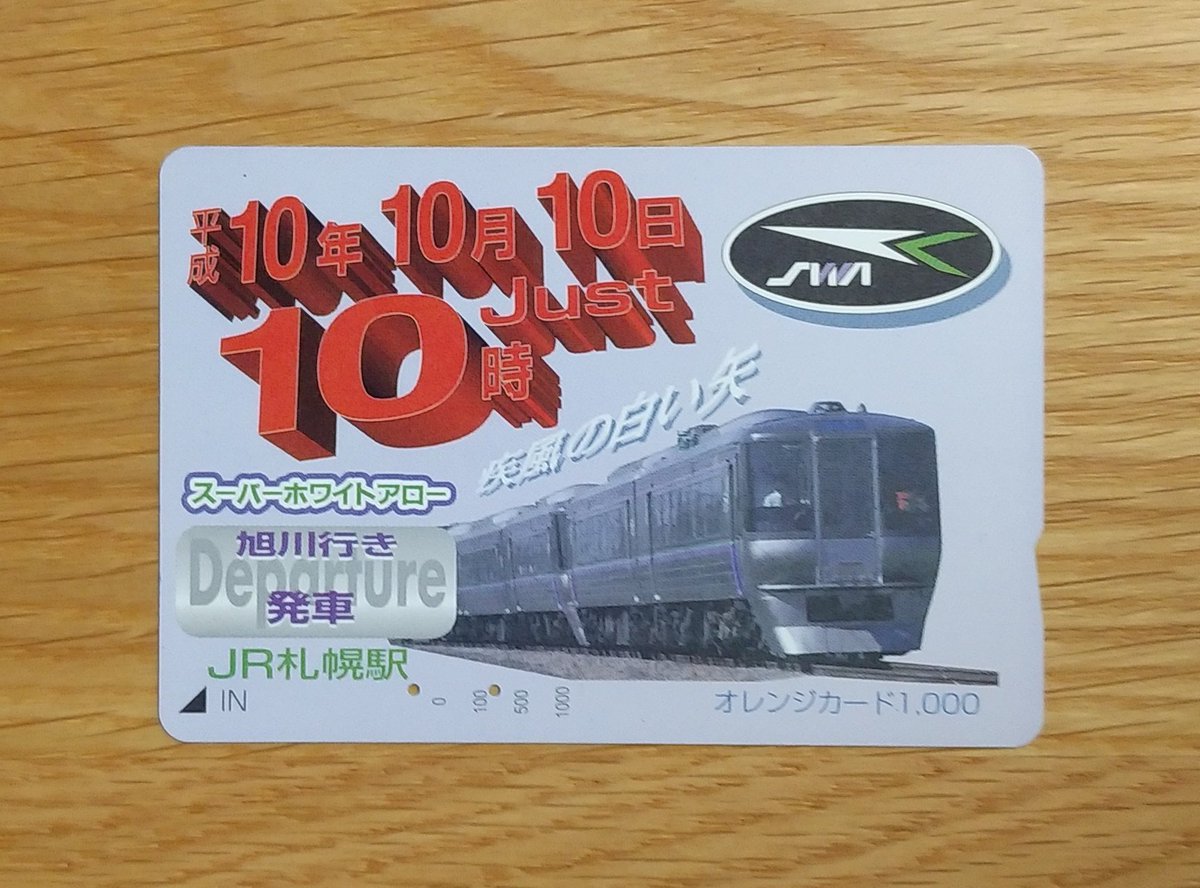 平成10年 10月 10日
Just
10時
SWA
疾風の白い矢
スーパーホワイトアロー
旭川行き
Departure
発車
JR札幌駅
IN
0 100 500 1000
オレンジカード1,000